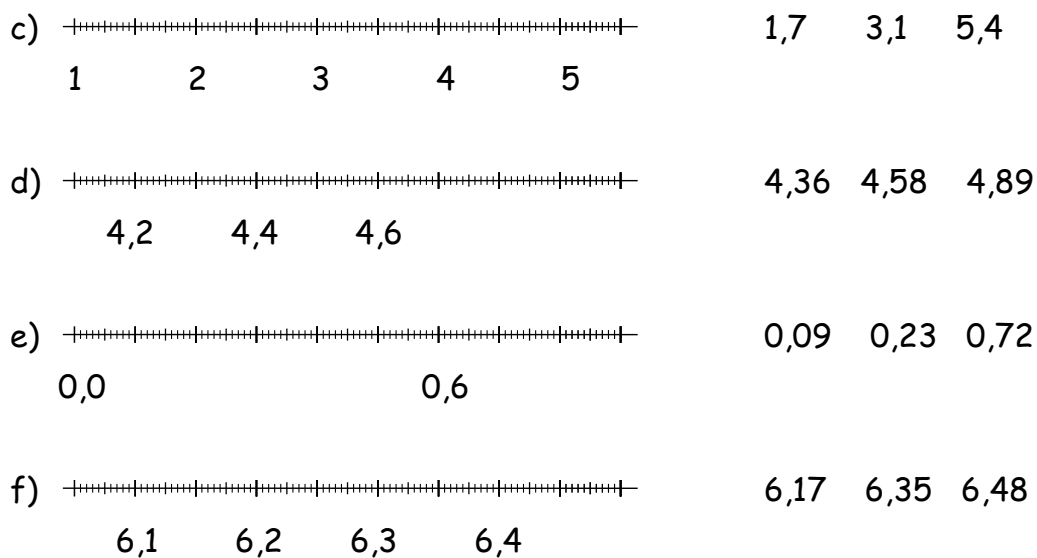 c) 1,7 3,1 5,4
1 2 3 4 5
d) 4,36 4,58 4,89
4,2 4,4 4,6
e) 0,09 0,23 0,72
0,0 0,6
f) 6,17 6,35 6,48
6,1 6,2 6,3 6,4